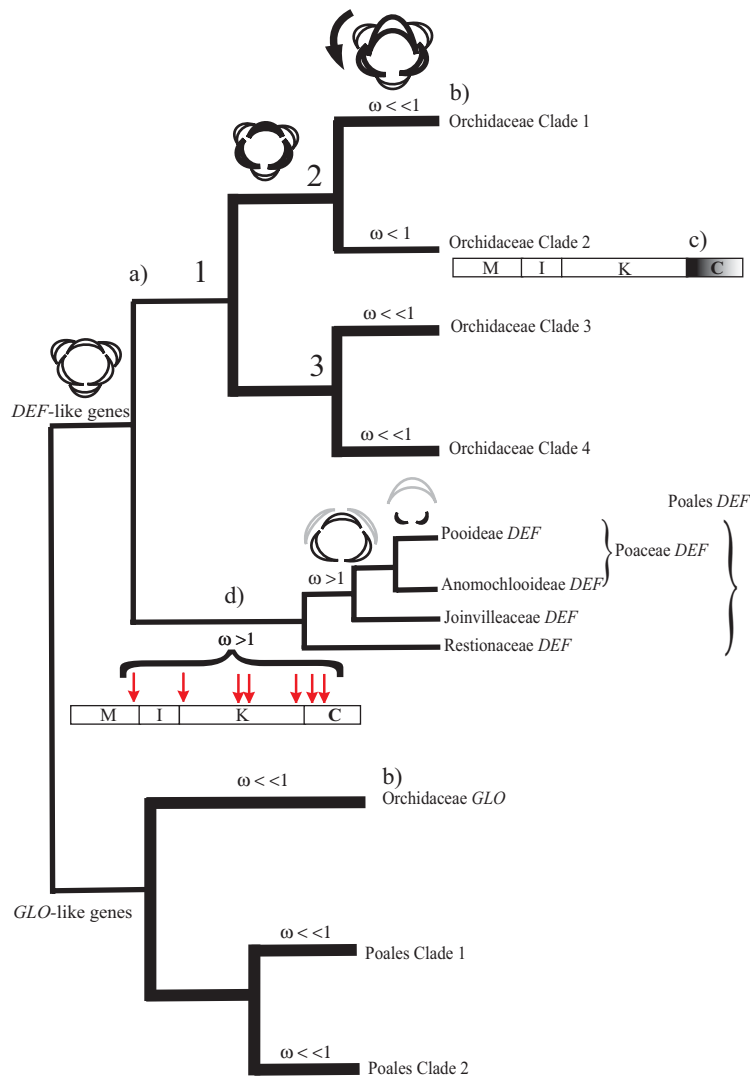 b)
ω<<1
Orchidaceae Clade 1
2
ω < 1
Orchidaceae Clade 2
c)
M I K C
a)
1
ω<<1
Orchidaceae Clade 3
3
DEF-like genes
ω<<1
Orchidaceae Clade 4
Poales DEF
Pooideae DEF
Poaceae DEF
ω >1
Anomochlooideae DEF
d)
Joinvilleaceae DEF
ω >1
Restionaceae DEF
M I K C
ω<<1
b)
Orchidaceae GLO
GLO-like genes
ω<<1
Poales Clade 1
ω<<1
Poales Clade 2